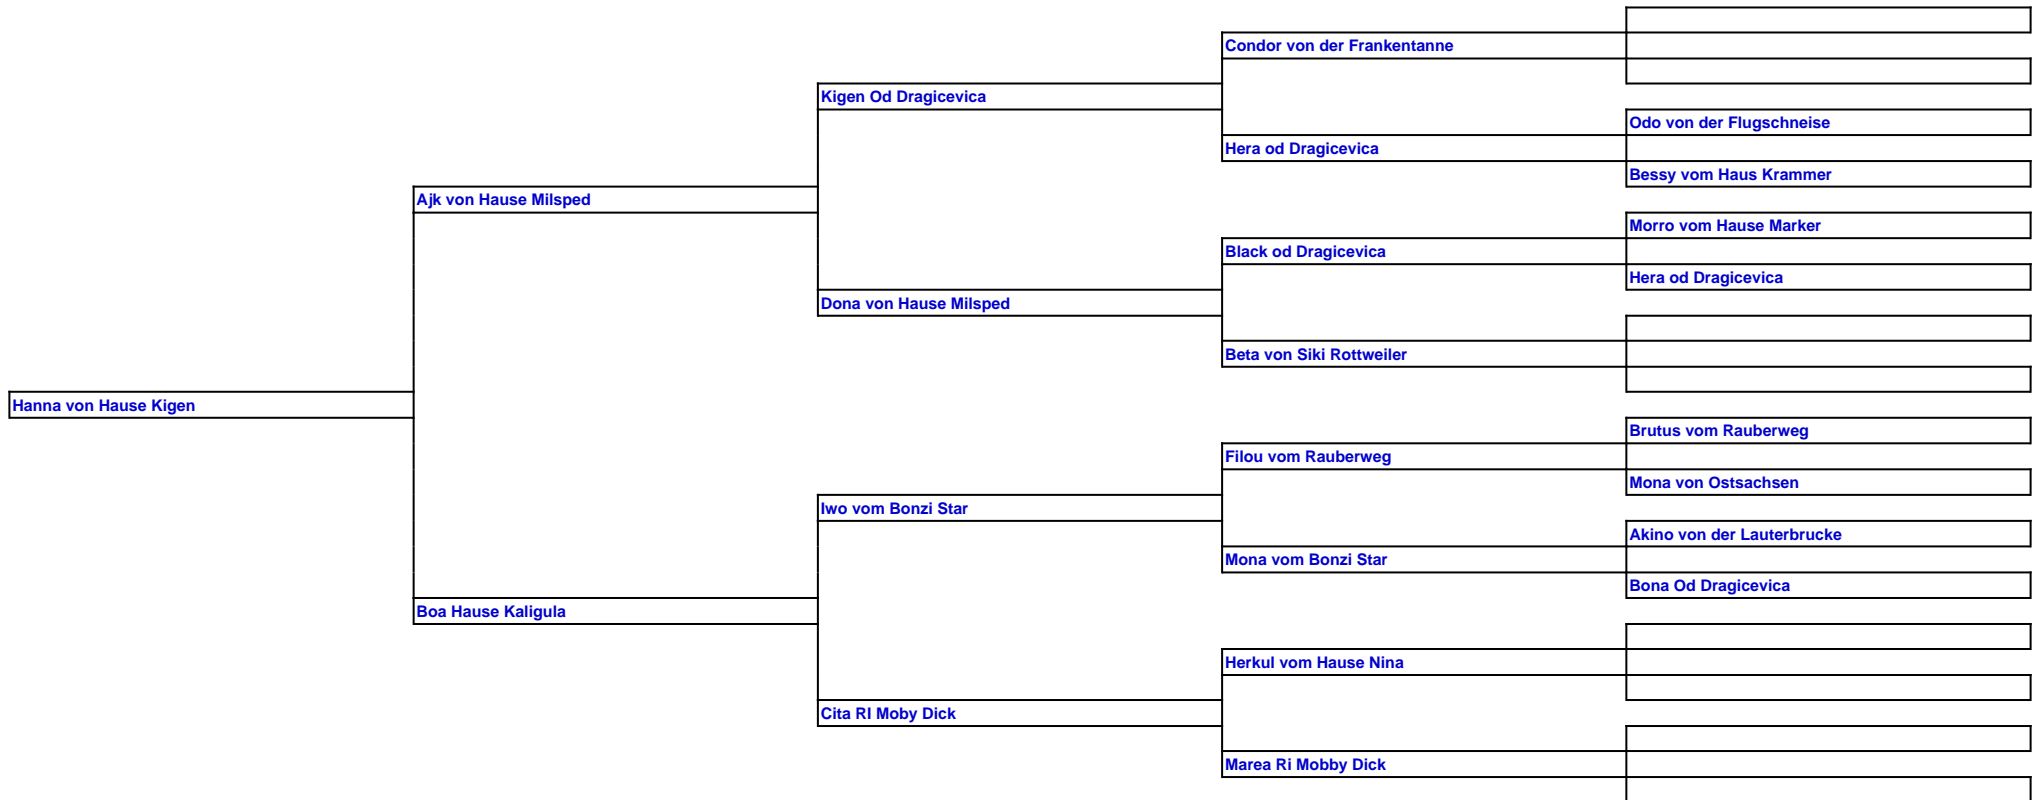 Condor von der Frankentanne
Kigen Od Dragicevica
Odo von der Flugschneise
Hera od Dragicevica
Bessy vom Haus Krammer
Ajk von Hause Milsped
Morro vom Hause Marker
Black od Dragicevica
Hera od Dragicevica
Dona von Hause Milsped
Beta von Siki Rottweiler
Hanna von Hause Kigen
Brutus vom Rauberweg
Filou vom Rauberweg
Mona von Ostsachsen
Iwo vom Bonzi Star
Akino von der Lauterbrucke
Mona vom Bonzi Star
Bona Od Dragicevica
Boa Hause Kaligula
Herkul vom Hause Nina
Cita RI Moby Dick
Marea Ri Mobby Dick